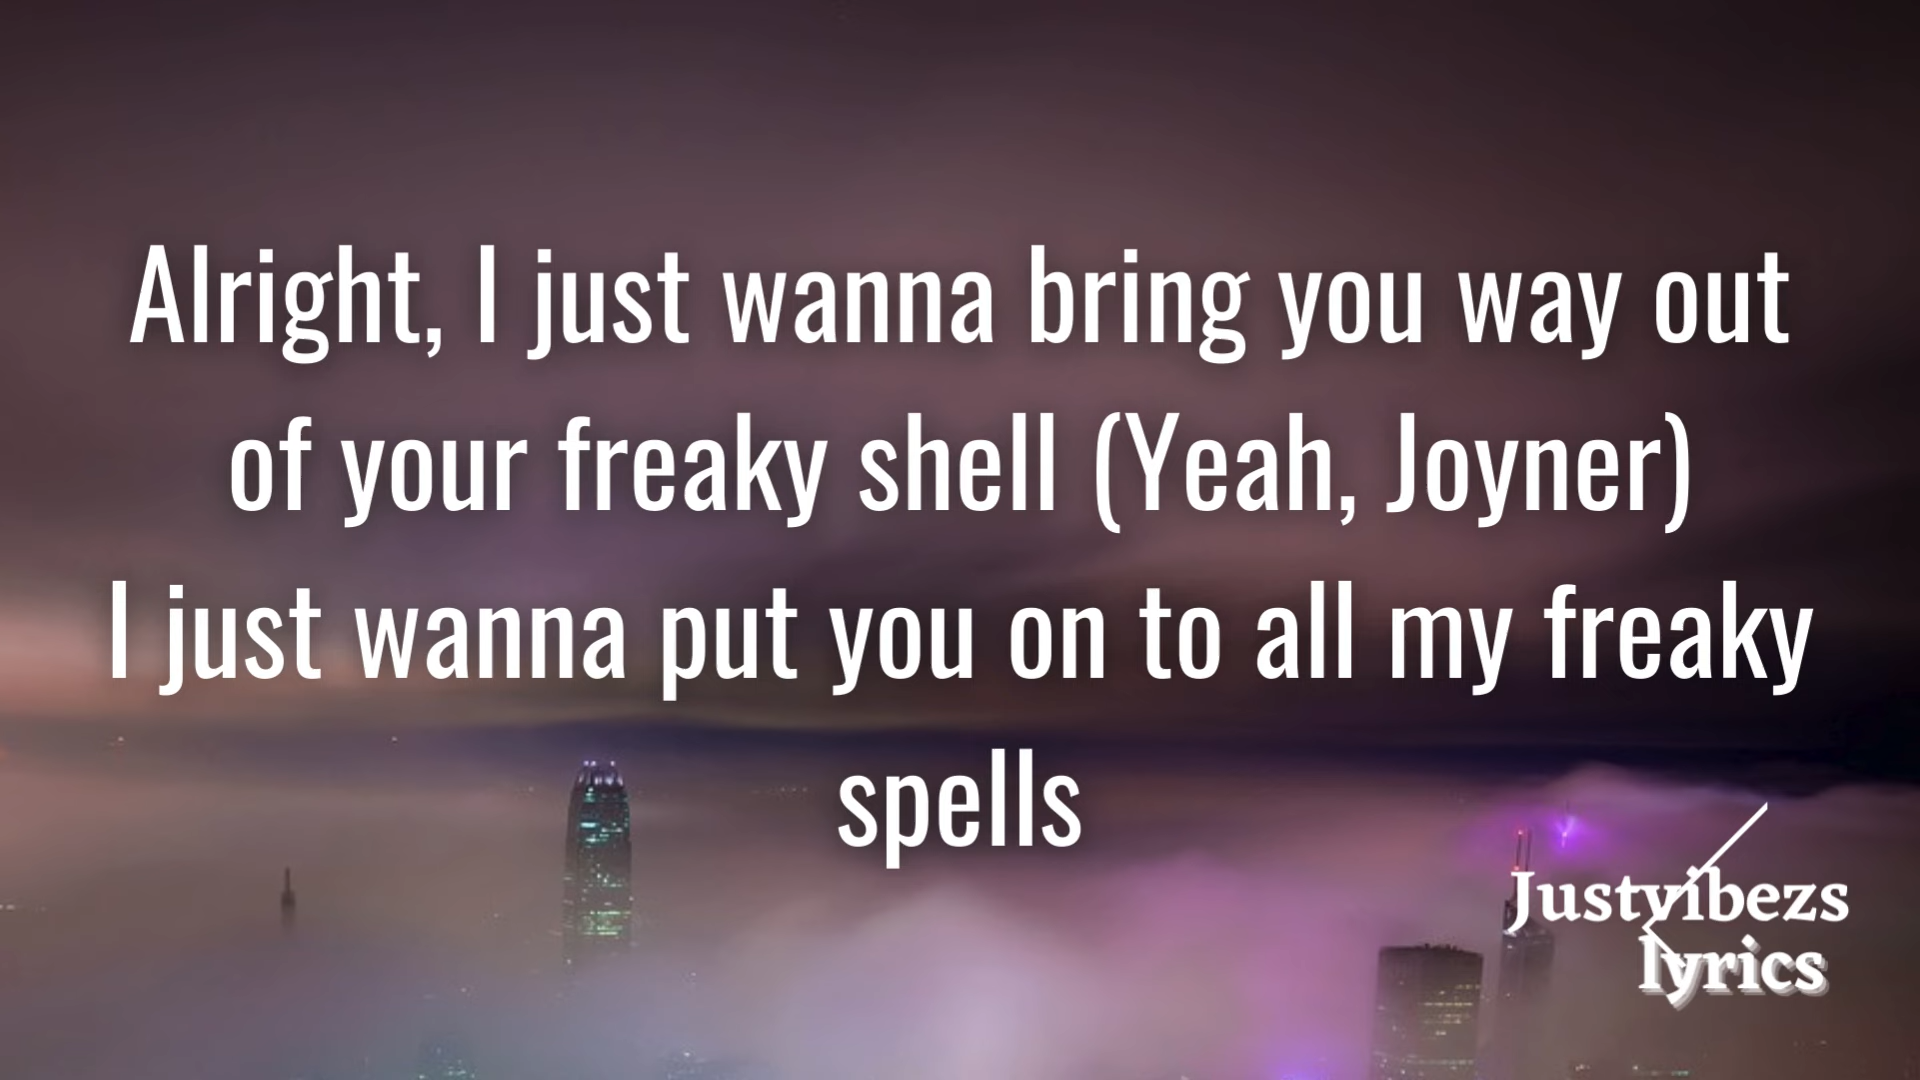 Alright, I just wanna bring you way out
of your freaky shell (Yeah, Joyner)
I just wanna put you on to all my freaky
spells
Justvibezs
lyrics